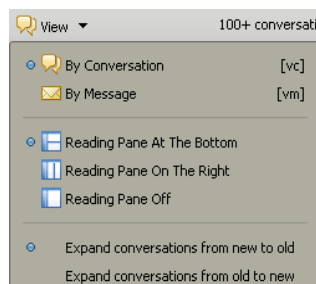 View 100+ conversati
By Conversation [vc]
By Message [vm]
Reading Pane At The Bottom
Reading Pane On The Right
Reading Pane Off
Expand conversations from new to old
Expand conversations from old to new